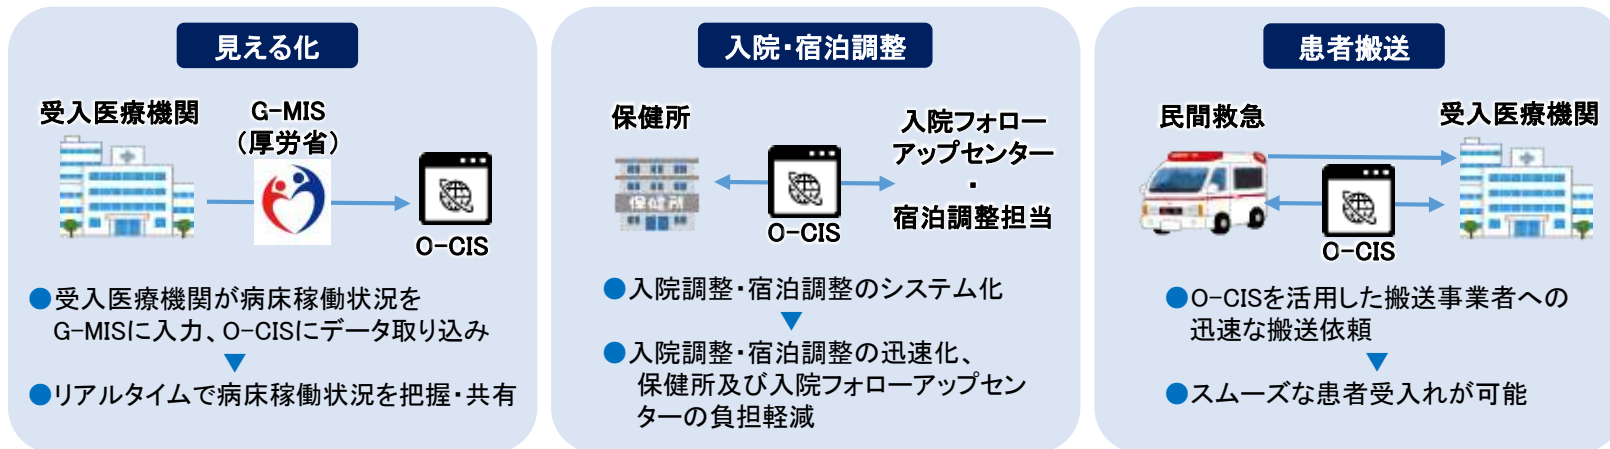 見える化
受入医療機関
G-MIS
（厚労省）
O-CIS
●受入医療機関が病床稼働状況を
G-MISに入力、O-CISにデータ取り込み
▼
●リアルタイムで病床稼働状況を把握・共有
入院・宿泊調整
保健所
保健所
O-CIS
入院フォロー
アップセンター
・
宿泊調整担当
●入院調整・宿泊調整のシステム化
▼
●入院調整・宿泊調整の迅速化、
保健所及び入院フォローアップセン
ターの負担軽減
患者搬送
民間救急
受入医療機関
O-CIS
●O-CISを活用した搬送事業者への
迅速な搬送依頼
▼
●スムーズな患者受入れが可能